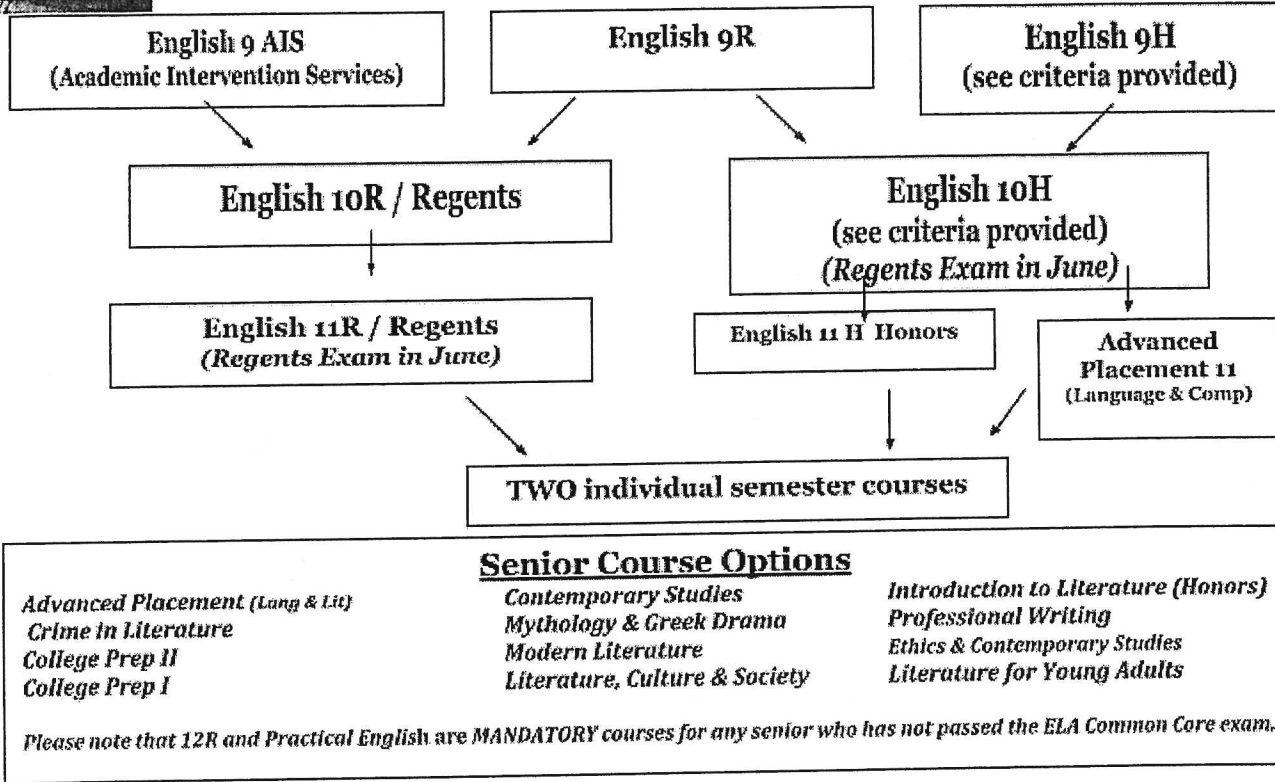 English 9 AIS
(Academic Intervention Services)
English 9R
English 9H
(see criteria provided)
English 10R / Regents
English 10H
(see criteria provided)
(Regents Exam in June)
English 11R / Regents
(Regents Exam in June)
English 11 H Honors
Advanced
Placement 11
(Language & Comp)
TWO individual semester courses
Senior Course Options
Advanced Placement (Lang & Lit)
Crime in Literature
College Prep II
College Prep I
Contemporary Studies
Mythology & Greek Drama
Modern Literature
Literature, Culture & Society
Introduction to Literature (Honors)
Professional Writing
Ethics & Contemporary Studies
Literature for Young Adults
Please note that 12R and Practical English are MANDATORY courses for any senior who has not passed the ELA Common Core exam.